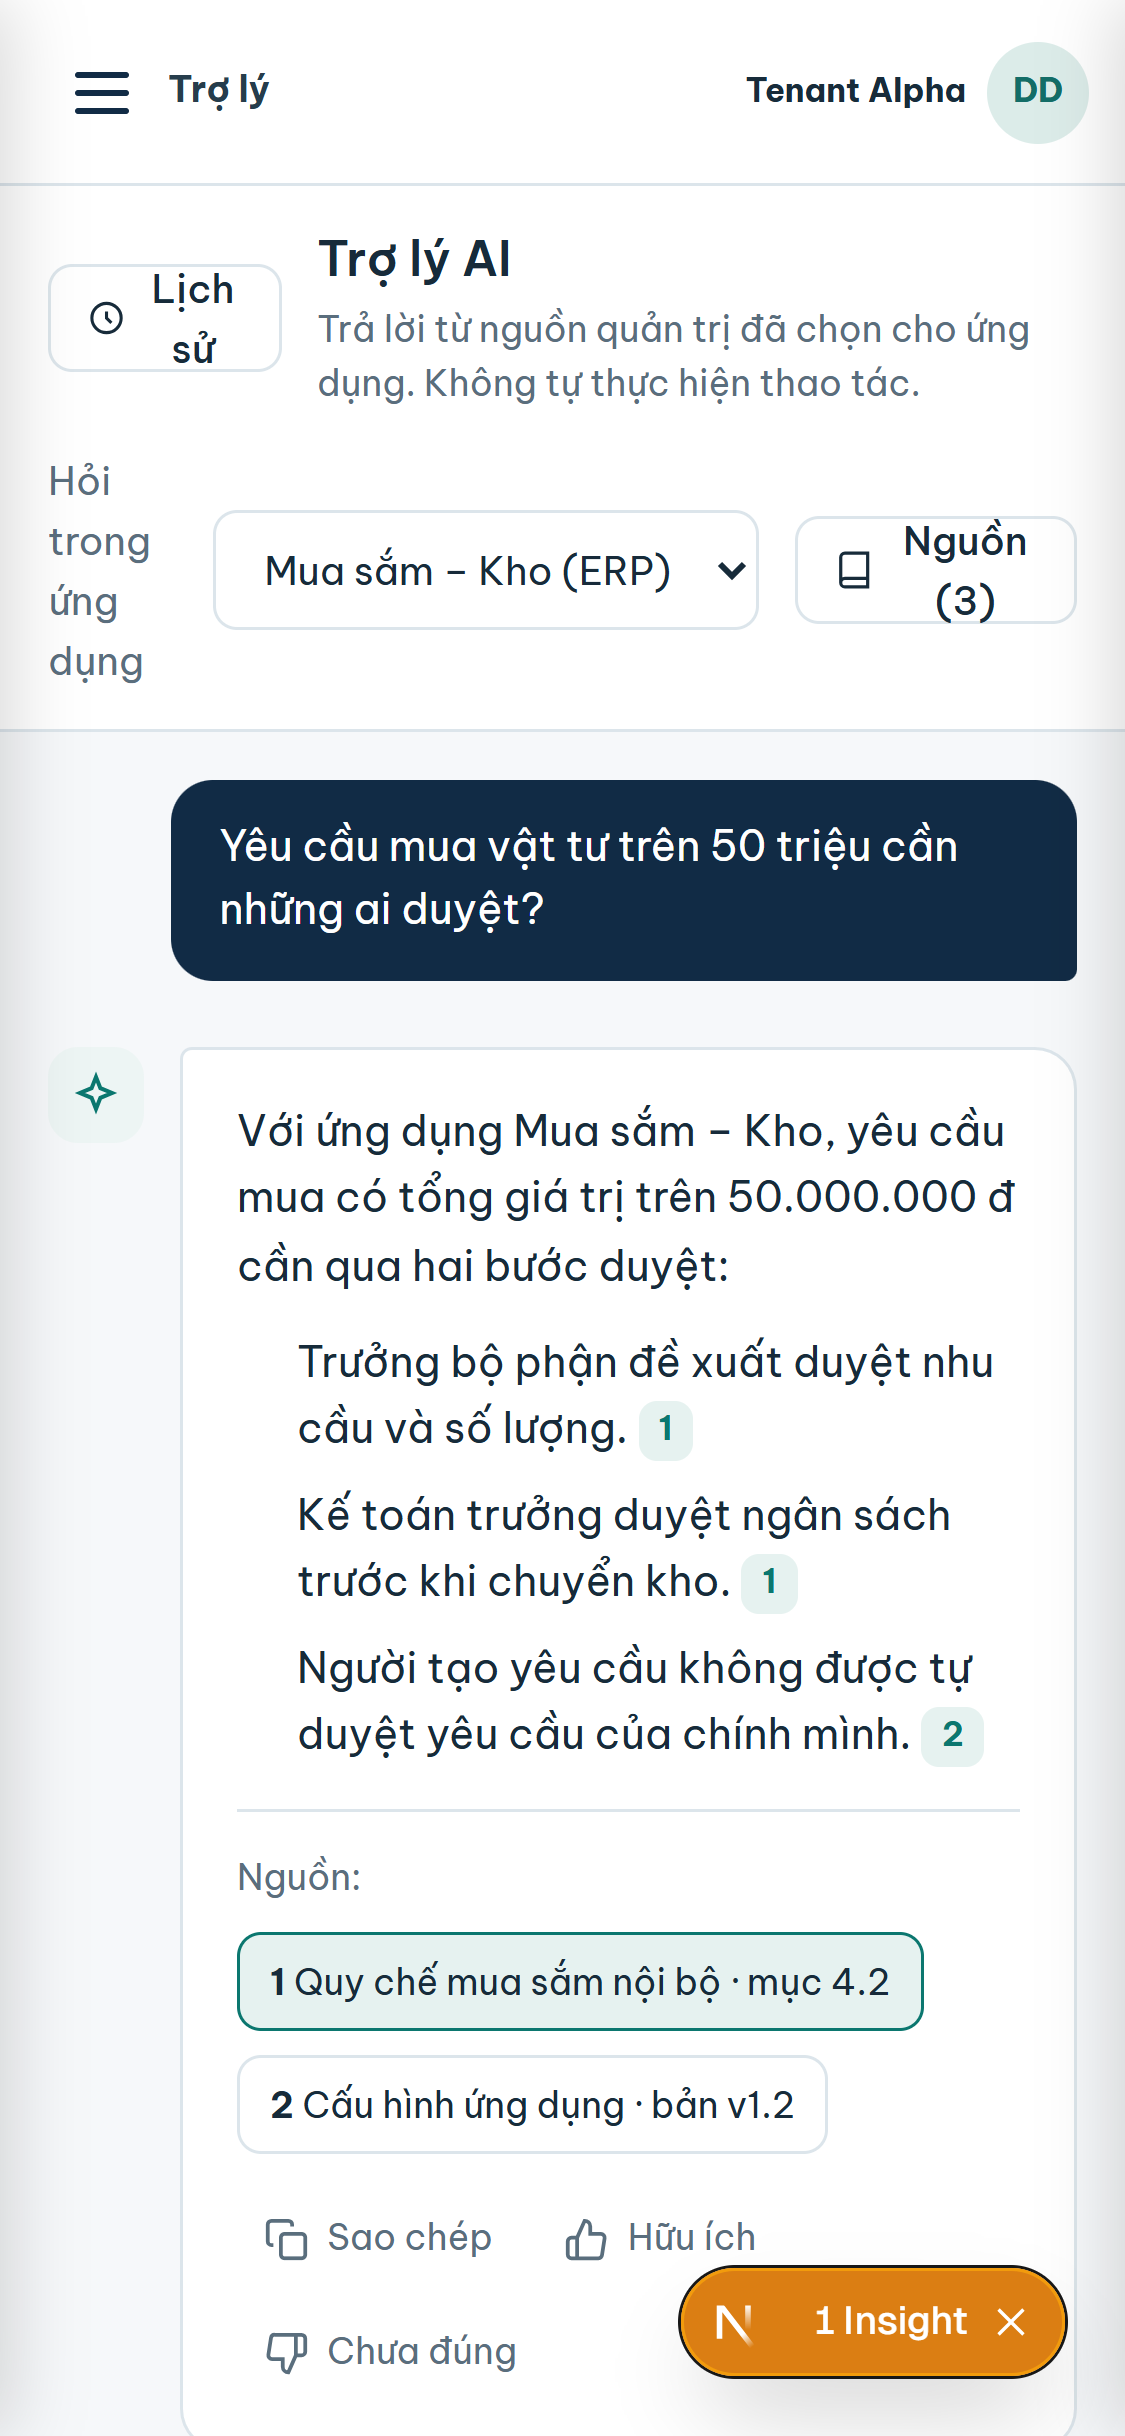 Trợ lý
Tenant Alpha
DD
Lịch
sử
Trợ lý AI
Trả lời từ nguồn quản trị đã chọn cho ứng
dụng. Không tự thực hiện thao tác.
Hỏi
trong
ứng
dụng
Mua sắm – Kho (ERP)
Nguồn
(3)
Yêu cầu mua vật tư trên 50 triệu cần
những ai duyệt?
Với ứng dụng Mua sắm – Kho, yêu cầu
mua có tổng giá trị trên 50.000.000 đ
cần qua hai bước duyệt:
Trưởng bộ phận đề xuất duyệt nhu
cầu và số lượng. 1
Kế toán trưởng duyệt ngân sách
trước khi chuyển kho. 1
Người tạo yêu cầu không được tự
duyệt yêu cầu của chính mình. 2
Nguồn:
1 Quy chế mua sắm nội bộ · mục 4.2
2 Cấu hình ứng dụng · bản v1.2
Sao chép
Hữu ích
Chưa đúng
N 1 Insight